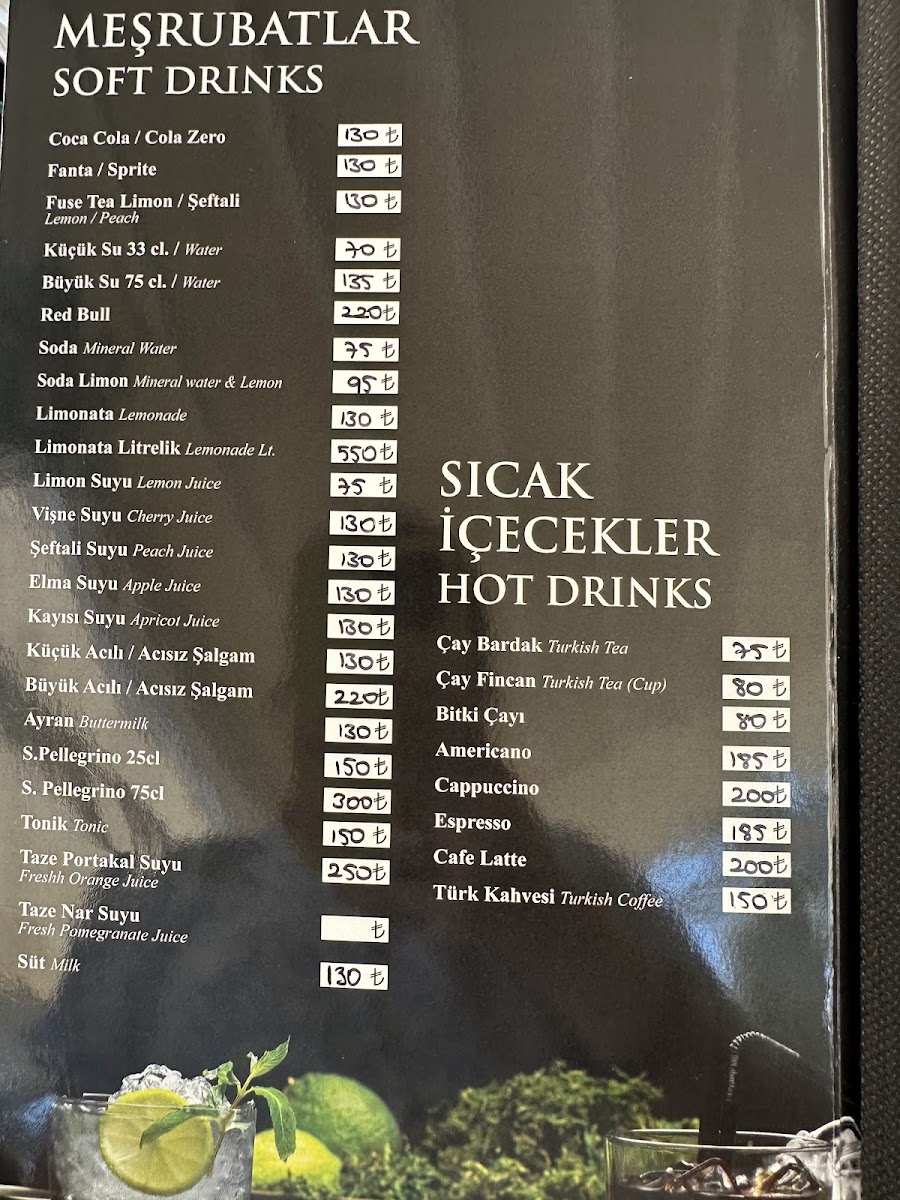 MEŞRUBATLAR
SOFT DRINKS
Coca Cola / Cola Zero 130 ₺
Fanta / Sprite 130 ₺
Fuse Tea Limon / Şeftali 130 ₺
Lemon / Peach
Küçük Su 33 cl. / Water 70 ₺
Büyük Su 75 cl. / Water 135 ₺
Red Bull 220₺
Soda Mineral Water 75 ₺
Soda Limon Mineral water & Lemon 95 ₺
Limonata Lemonade 130 ₺
Limonata Litrelik Lemonade Lt. 550₺
Limon Suyu Lemon Juice 75 ₺
Vişne Suyu Cherry Juice 130₺
Şeftali Suyu Peach Juice 130₺
Elma Suyu Apple Juice 130 ₺
Kayısı Suyu Apricot Juice 130₺
Küçük Acılı / Acısız Şalgam 130₺
Büyük Acılı / Acısız Şalgam 220₺
Ayran Buttermilk 130 ₺
S.Pellegrino 25cl 150₺
S. Pellegrino 75cl 300₺
Tonik Tonic 150 ₺
Taze Portakal Suyu 250₺
Freshh Orange Juice
Taze Nar Suyu ₺
Fresh Pomegranate Juice
Süt Milk 130 ₺
SICAK
İÇECEKLER
HOT DRINKS
Çay Bardak Turkish Tea 75 ₺
Çay Fincan Turkish Tea (Cup) 80 ₺
Bitki Çayı 80 ₺
Americano 185 ₺
Cappuccino 200₺
Espresso 185 ₺
Cafe Latte 200₺
Türk Kahvesi Turkish Coffee 150₺